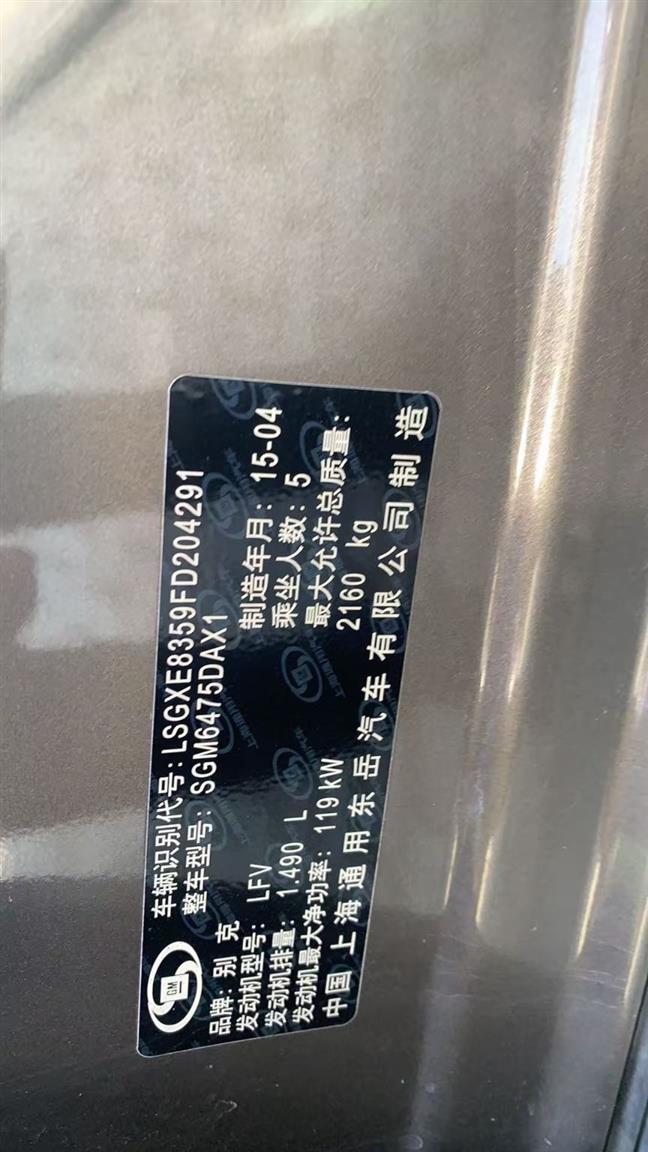 车辆识别代号:LSGXE8359FD204291
整车型号:SGM6475DAX1
品牌:别克
发动机型号:LFV 制造年月:15-04
发动机排量:1.490 L 乘坐人数:5
发动机最大净功率:119kW 最大允许总质量:
2160 kg
中国上海通用东岳汽车有限公司制造
SGM